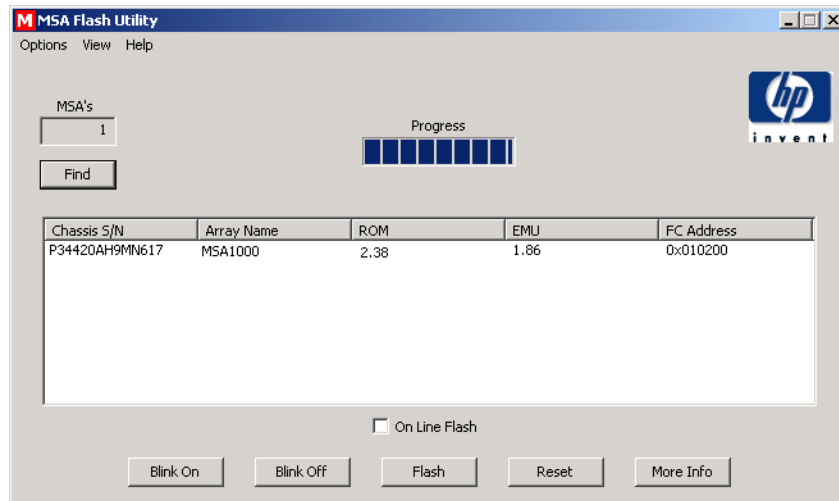 M MSA Flash Utility
Options View Help
hp
invent
MSA's
1
Progress
Find
Chassis S/N Array Name ROM EMU FC Address
P34420AH9MN617 MSA1000 2.38 1.86 0x010200
On Line Flash
Blink On Blink Off Flash Reset More Info